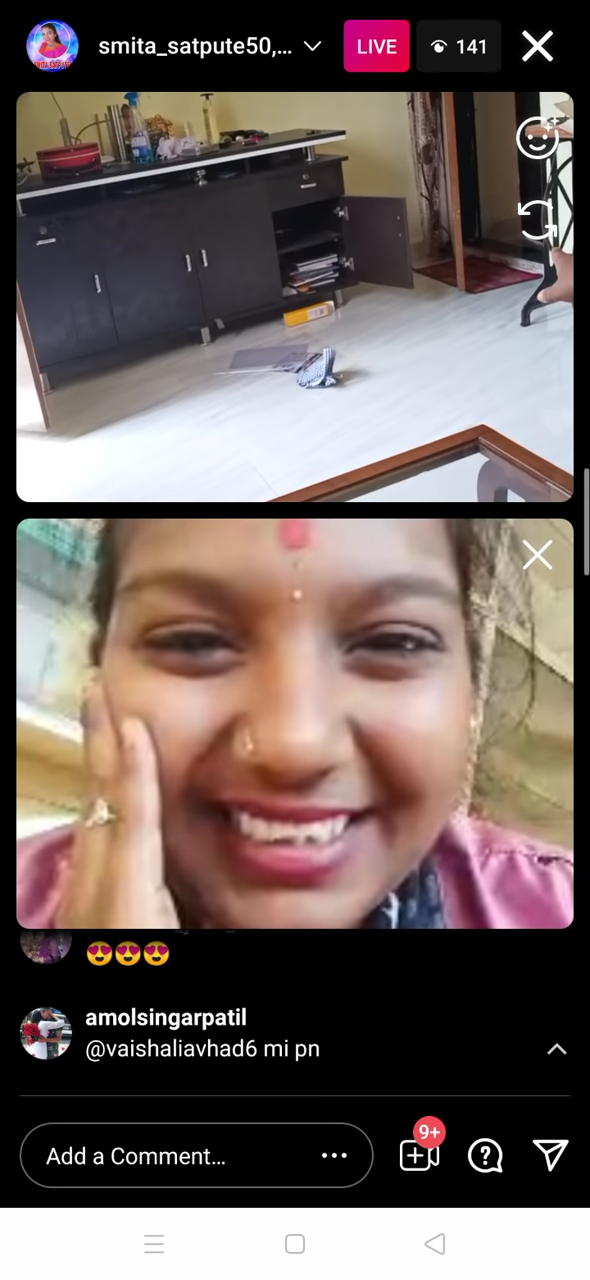 smita_satpute50,...
LIVE
141
😍😍😍
amolsingarpatil
@vaishaliavhad6 mi pn
9+
Add a Comment...